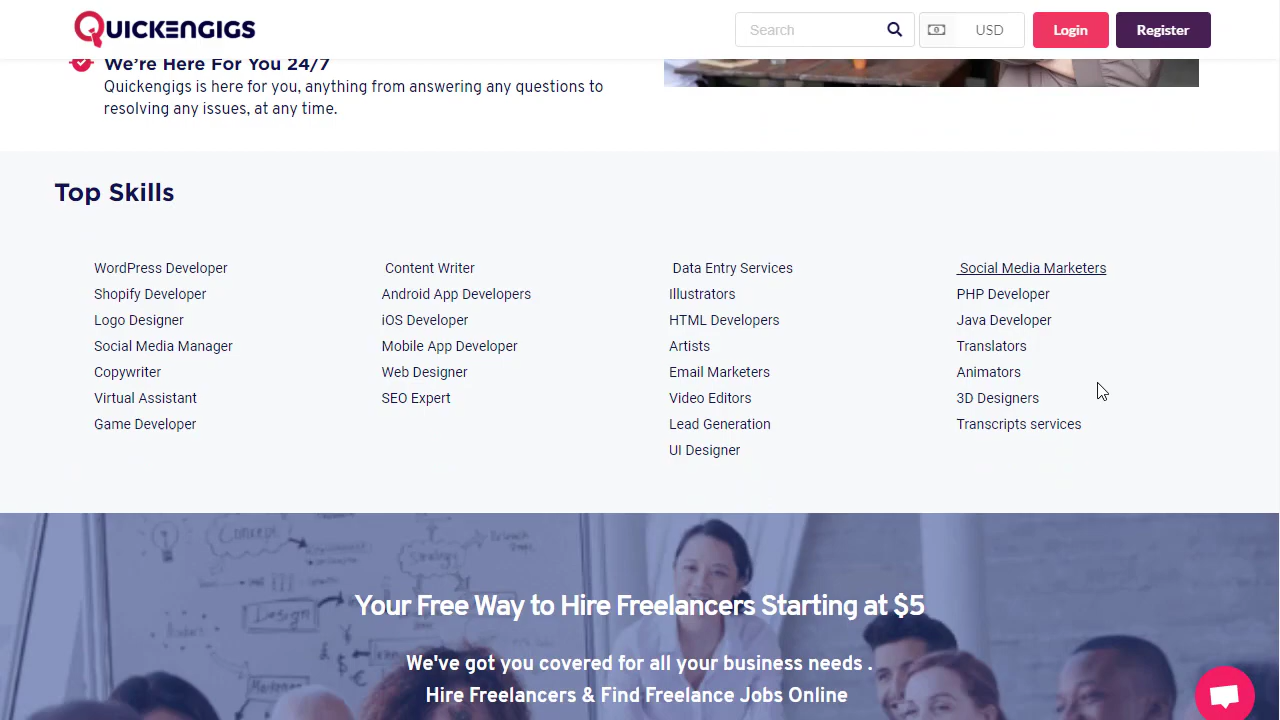 QUICKENGIGS
Search
USD
Login
Register
We're Here For You 24/7
Quickengigs is here for you, anything from answering any questions to
resolving any issues, at any time.
Top Skills
WordPress Developer
Shopify Developer
Logo Designer
Social Media Manager
Copywriter
Virtual Assistant
Game Developer
Content Writer
Android App Developers
iOS Developer
Mobile App Developer
Web Designer
SEO Expert
Data Entry Services
Illustrators
HTML Developers
Artists
Email Marketers
Video Editors
Lead Generation
UI Designer
Social Media Marketers
PHP Developer
Java Developer
Translators
Animators
3D Designers
Transcripts services
Concept
Strategy
Design
Marketing
Your Free Way to Hire Freelancers Starting at $5
We've got you covered for all your business needs .
Hire Freelancers & Find Freelance Jobs Online